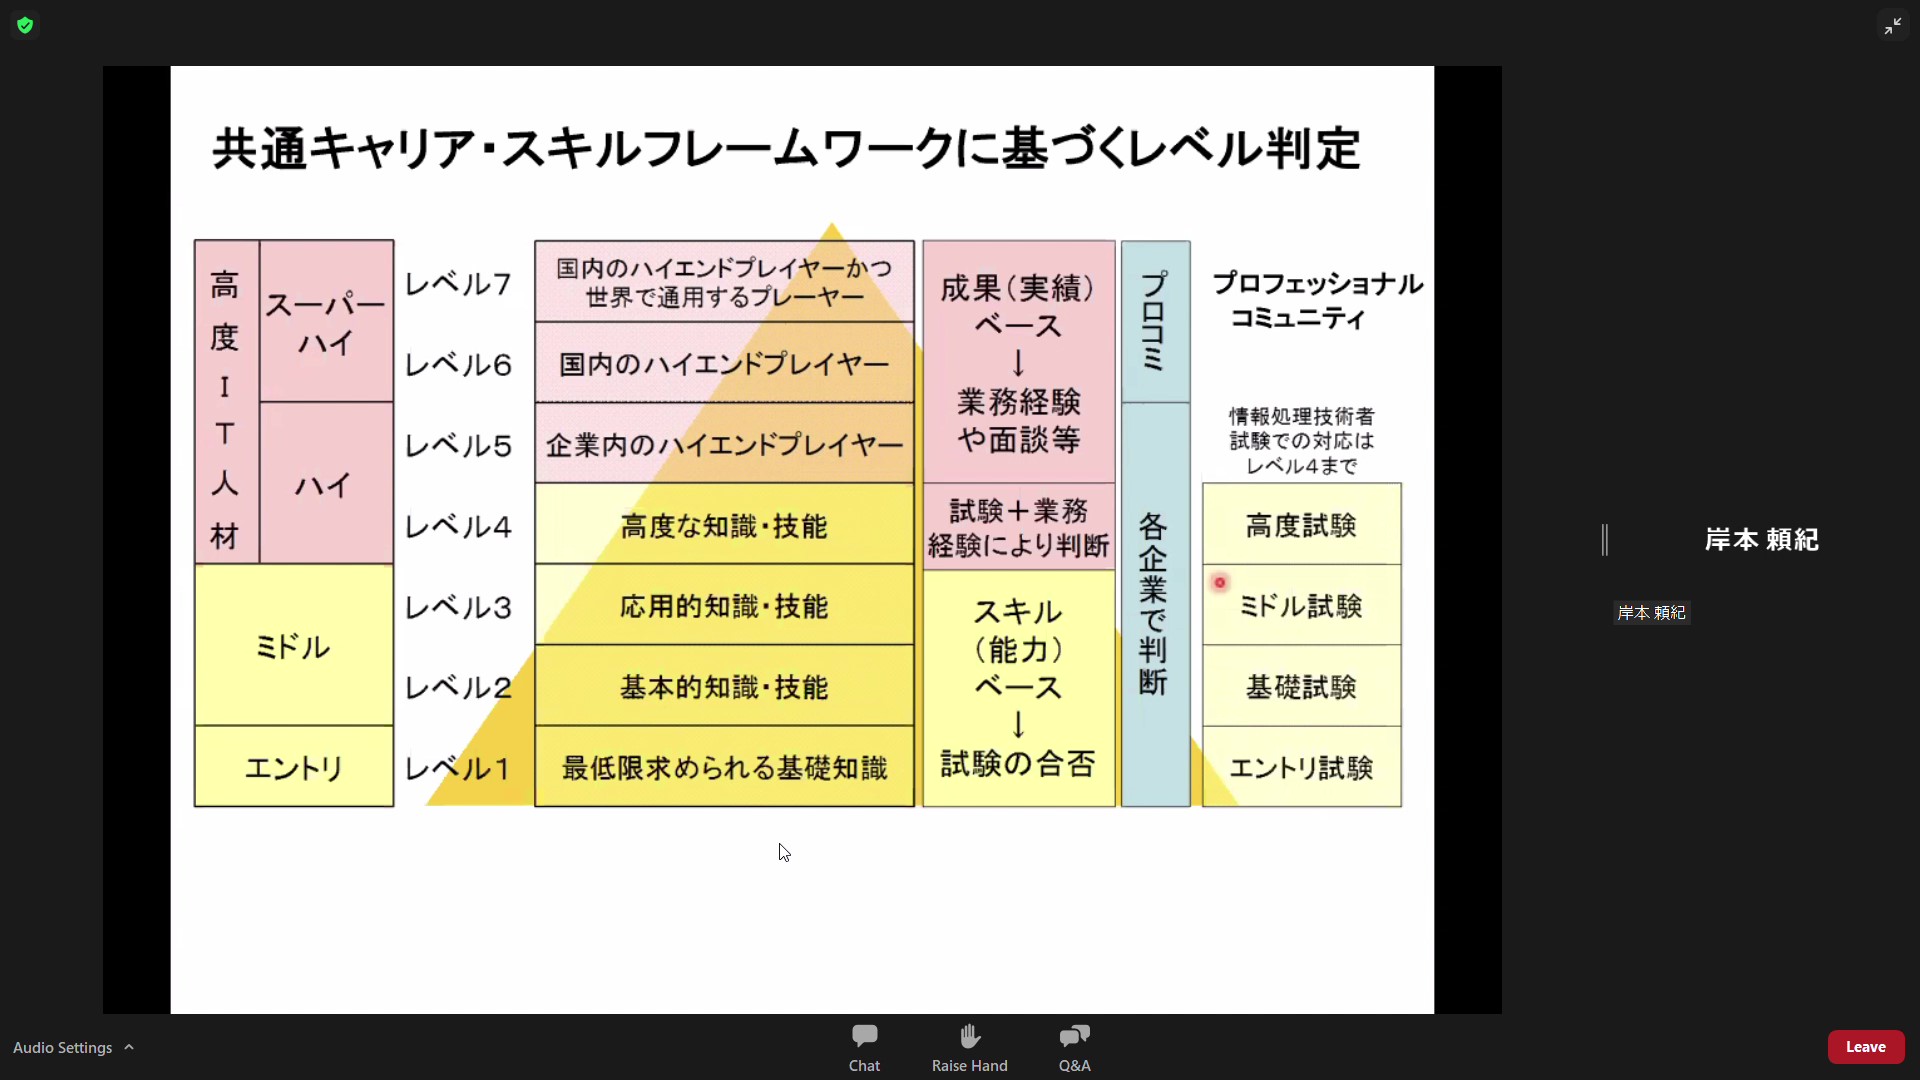 共通キャリア・スキルフレームワークに基づくレベル判定
高度IT人材
スーパー
ハイ
ハイ
ミドル
エントリ
レベル7
レベル6
レベル5
レベル4
レベル3
レベル2
レベル1
国内のハイエンドプレイヤーかつ
世界で通用するプレーヤー
国内のハイエンドプレイヤー
企業内のハイエンドプレイヤー
高度な知識・技能
応用的知識・技能
基本的知識・技能
最低限求められる基礎知識
成果(実績)
ベース
↓
業務経験
や面談等
試験+業務
経験により判断
スキル
(能力)
ベース
↓
試験の合否
プロコミ
各企業で判断
プロフェッショナル
コミュニティ
情報処理技術者
試験での対応は
レベル4まで
高度試験
ミドル試験
基礎試験
エントリ試験
岸本 頼紀
岸本 頼紀
Audio Settings
Chat
Raise Hand
Q&A
Leave